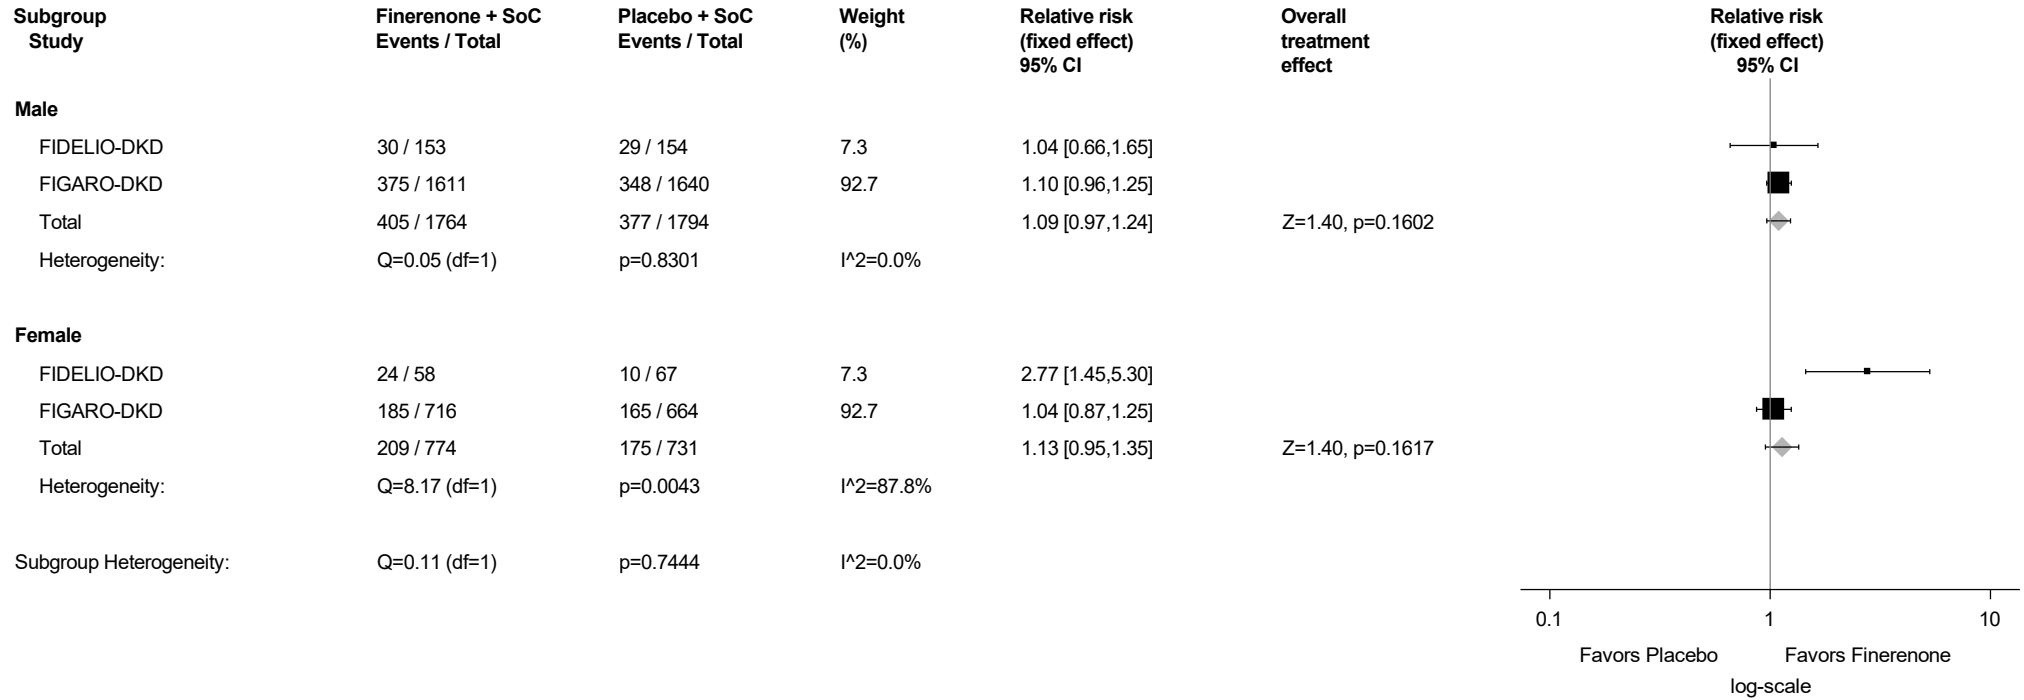 Subgroup Finerenone + SoC Placebo + SoC Weight Relative risk Overall Relative risk
Study Events / Total Events / Total (%) (fixed effect) treatment (fixed effect)
95% CI effect 95% CI
Male
FIDELIO-DKD 30 / 153 29 / 154 7.3 1.04 [0.66,1.65]
FIGARO-DKD 375 / 1611 348 / 1640 92.7 1.10 [0.96,1.25]
Total 405 / 1764 377 / 1794 1.09 [0.97,1.24] Z=1.40, p=0.1602
Heterogeneity: Q=0.05 (df=1) p=0.8301 I^2=0.0%
Female
FIDELIO-DKD 24 / 58 10 / 67 7.3 2.77 [1.45,5.30]
FIGARO-DKD 185 / 716 165 / 664 92.7 1.04 [0.87,1.25]
Total 209 / 774 175 / 731 1.13 [0.95,1.35] Z=1.40, p=0.1617
Heterogeneity: Q=8.17 (df=1) p=0.0043 I^2=87.8%
Subgroup Heterogeneity: Q=0.11 (df=1) p=0.7444 I^2=0.0%
0.1 1 10
Favors Placebo Favors Finerenone
log-scale